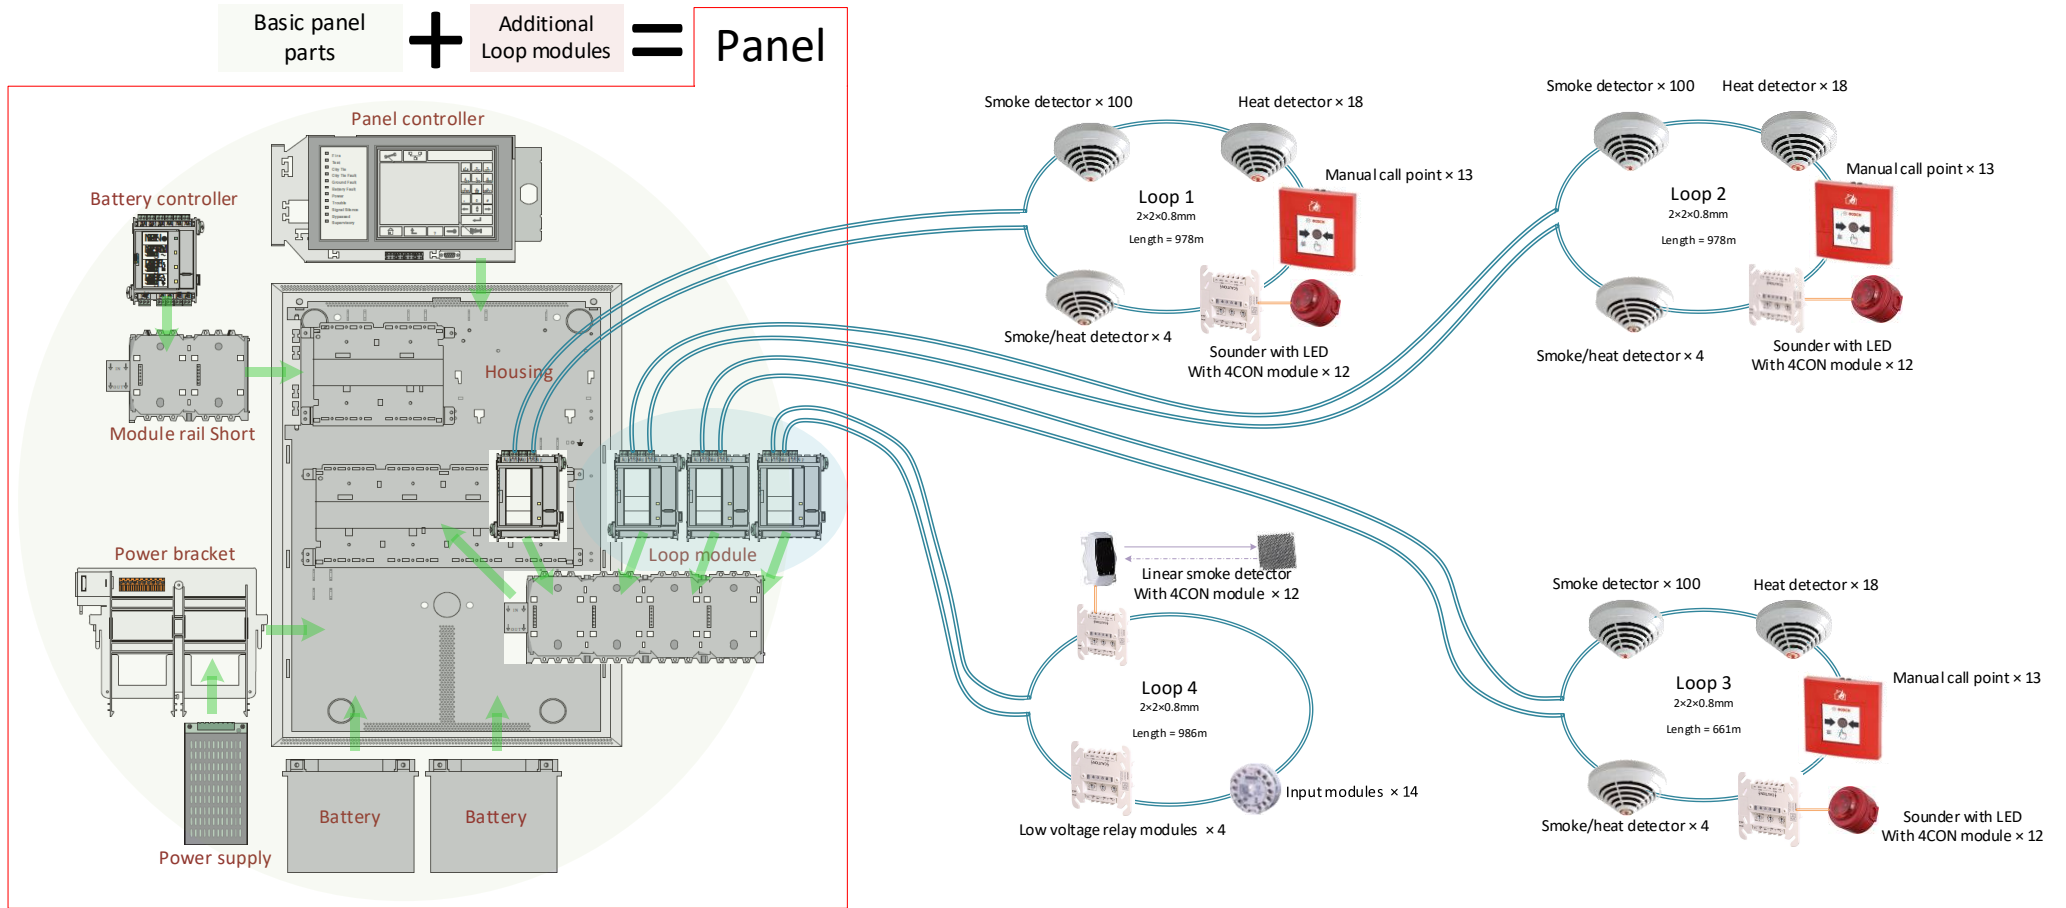 Basic panel
parts
Additional
Loop modules
Panel
Panel controller
Battery controller
Module rail Short
Housing
Loop module
Power bracket
Power supply
Battery
Battery
Smoke detector × 100
Heat detector × 18
Manual call point × 13
Loop 1
2×2×0.8mm
Length = 978m
Smoke/heat detector × 4
Sounder with LED
With 4CON module × 12
Smoke detector × 100
Heat detector × 18
Manual call point × 13
Loop 2
2×2×0.8mm
Length = 978m
Smoke/heat detector × 4
Sounder with LED
With 4CON module × 12
Linear smoke detector
With 4CON module × 12
Loop 4
2×2×0.8mm
Length = 986m
Input modules × 14
Low voltage relay modules × 4
Smoke detector × 100
Heat detector × 18
Manual call point × 13
Loop 3
2×2×0.8mm
Length = 661m
Smoke/heat detector × 4
Sounder with LED
With 4CON module × 12